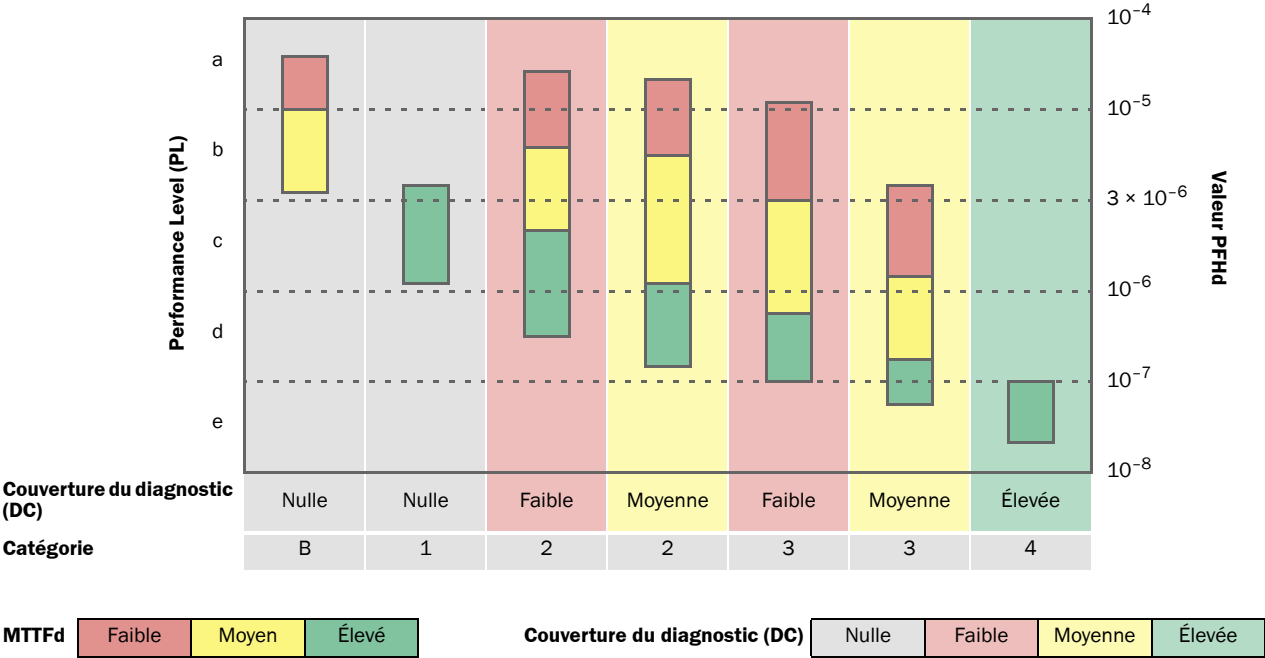 10⁻⁴
a
10⁻⁵
b
3 × 10⁻⁶
c
10⁻⁶
d
10⁻⁷
e
10⁻⁸
Performance Level (PL)
Valeur PFHd
Couverture du diagnostic
(DC)
Nulle Nulle Faible Moyenne Faible Moyenne Élevée
Catégorie B 1 2 2 3 3 4
MTTFd Faible Moyen Élevé
Couverture du diagnostic (DC) Nulle Faible Moyenne Élevée